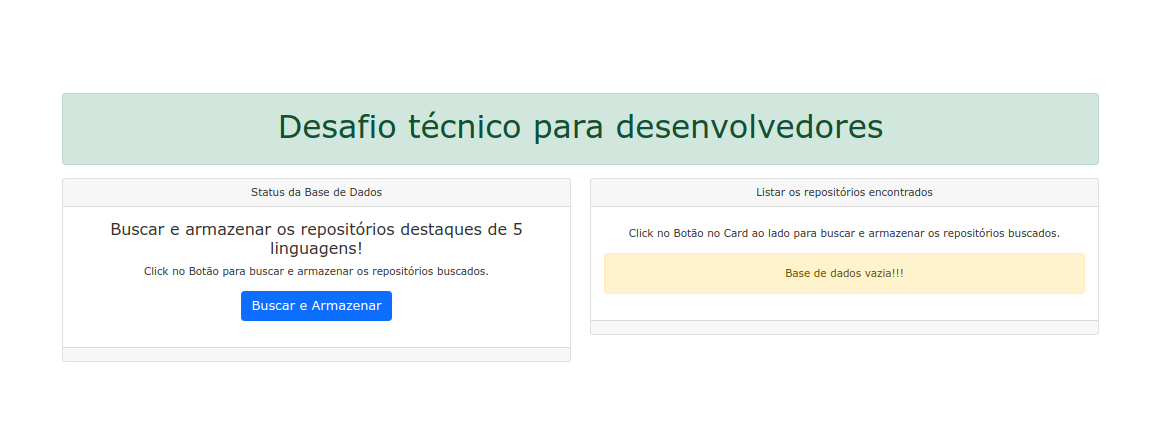 Desafio técnico para desenvolvedores
Status da Base de Dados
Buscar e armazenar os repositórios destaques de 5
linguagens!
Click no Botão para buscar e armazenar os repositórios buscados.
Buscar e Armazenar
Listar os repositórios encontrados
Click no Botão no Card ao lado para buscar e armazenar os repositórios buscados.
Base de dados vazia!!!